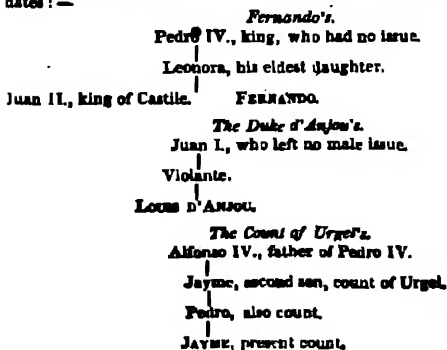 dates :—
Fernando's.
Pedro IV., king, who had no issue.
Leonora, his eldest daughter.
Juan II., king of Castile. FERNANDO.
The Duke d'Anjou's.
Juan I., who left no male issue.
Violante.
LOUIS D'ANJOU.
The Count of Urgel's.
Alfonso IV., father of Pedro IV.
Jayme, second son, count of Urgel.
Pedro, also count.
JAYME, present count.